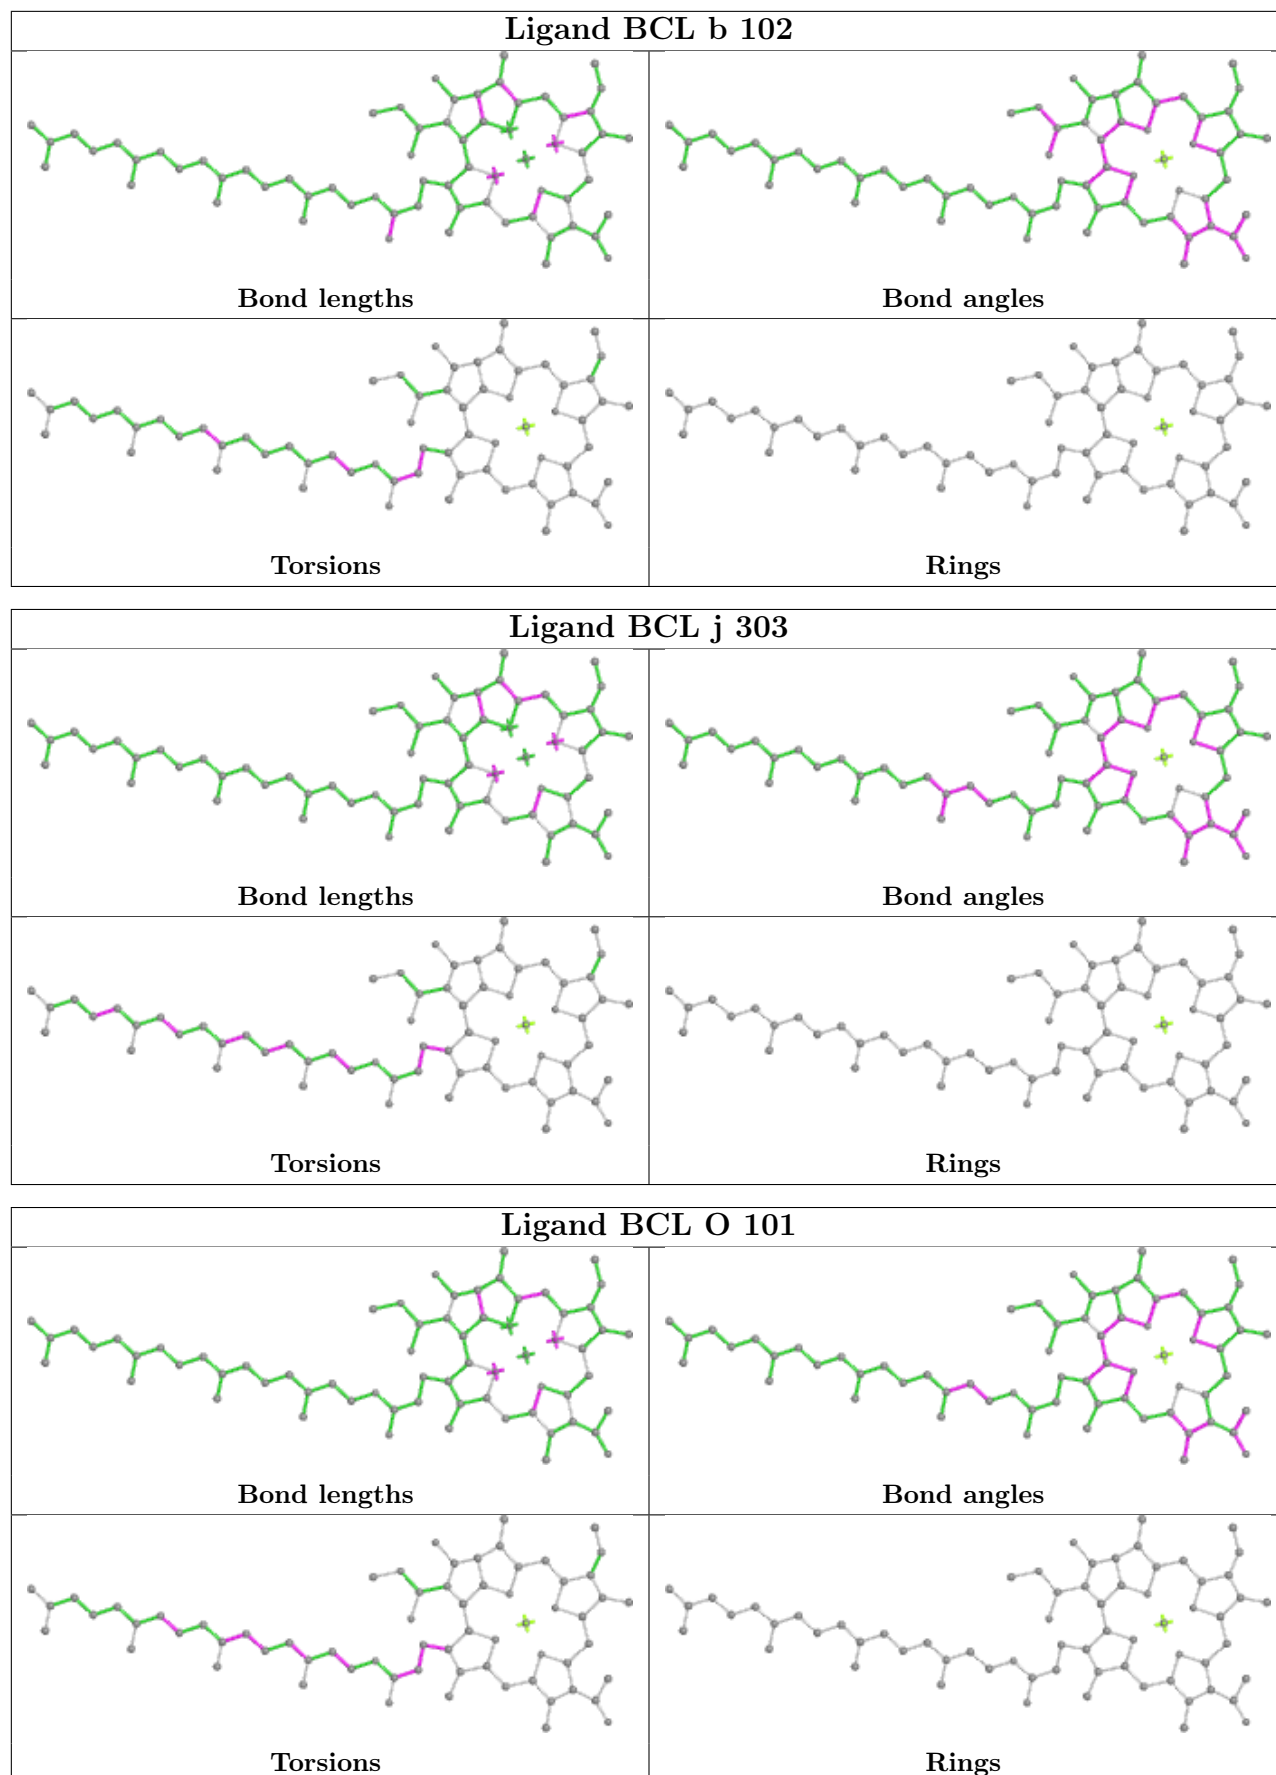 Ligand BCL b 102
Bond lengths
Bond angles
Torsions
Rings
Ligand BCL j 303
Bond lengths
Bond angles
Torsions
Rings
Ligand BCL O 101
Bond lengths
Bond angles
Torsions
Rings